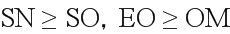 SN ≥ SO, EO ≥ OM